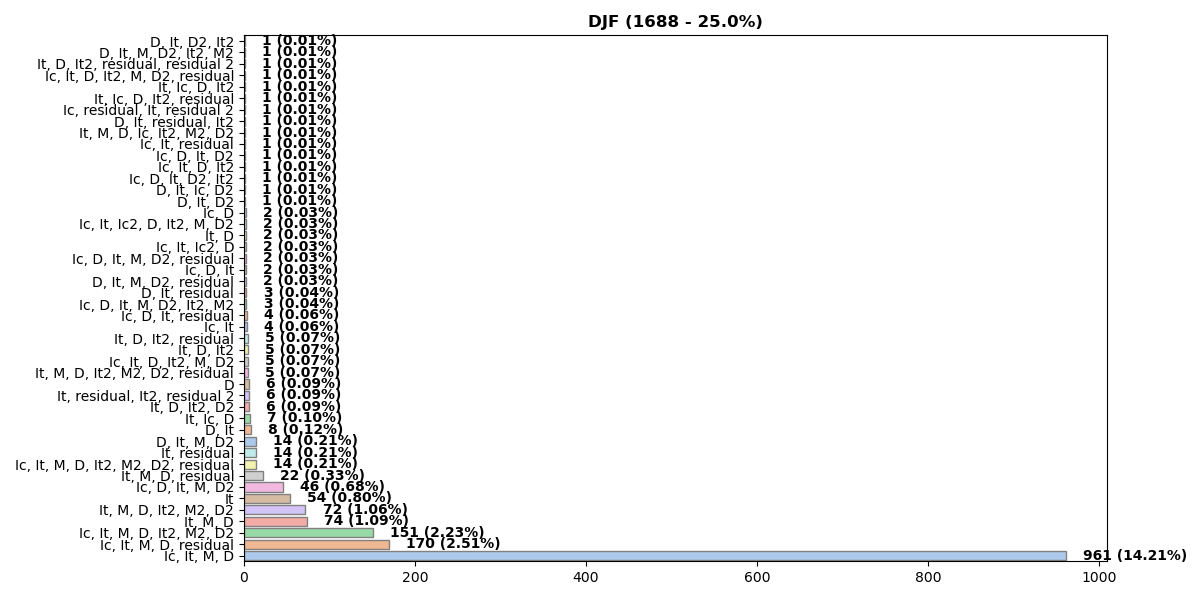 DJF (1688 - 25.0%)
D, It, D2, It2 1 (0.01%)
D, It, M, D2, It2, M2 1 (0.01%)
It, D, It2, residual, residual 2 1 (0.01%)
Ic, It, D, It2, M, D2, residual 1 (0.01%)
It, Ic, D, It2 1 (0.01%)
It, Ic, D, It2, residual 1 (0.01%)
Ic, residual, It, residual 2 1 (0.01%)
D, It, residual, It2 1 (0.01%)
It, M, D, Ic, It2, M2, D2 1 (0.01%)
Ic, It, residual 1 (0.01%)
Ic, D, It, D2 1 (0.01%)
Ic, It, D, It2 1 (0.01%)
Ic, D, It, D2, It2 1 (0.01%)
D, It, Ic, D2 1 (0.01%)
D, It, D2 1 (0.01%)
Ic, D 2 (0.03%)
Ic, It, Ic2, D, It2, M, D2 2 (0.03%)
It, D 2 (0.03%)
Ic, It, Ic2, D 2 (0.03%)
Ic, D, It, M, D2, residual 2 (0.03%)
Ic, D, It 2 (0.03%)
D, It, M, D2, residual 2 (0.03%)
D, It, residual 3 (0.04%)
Ic, D, It, M, D2, It2, M2 3 (0.04%)
Ic, D, It, residual 4 (0.06%)
Ic, It 4 (0.06%)
It, D, It2, residual 5 (0.07%)
It, D, It2 5 (0.07%)
Ic, It, D, It2, M, D2 5 (0.07%)
It, M, D, It2, M2, D2, residual 5 (0.07%)
D 6 (0.09%)
It, residual, It2, residual 2 6 (0.09%)
It, D, It2, D2 6 (0.09%)
It, Ic, D 7 (0.10%)
D, It 8 (0.12%)
D, It, M, D2 14 (0.21%)
It, residual 14 (0.21%)
Ic, It, M, D, It2, M2, D2, residual 14 (0.21%)
It, M, D, residual 22 (0.33%)
Ic, D, It, M, D2 46 (0.68%)
It 54 (0.80%)
It, M, D, It2, M2, D2 72 (1.06%)
It, M, D 74 (1.09%)
Ic, It, M, D, It2, M2, D2 151 (2.23%)
Ic, It, M, D, residual 170 (2.51%)
Ic, It, M, D 961 (14.21%)
0 200 400 600 800 1000